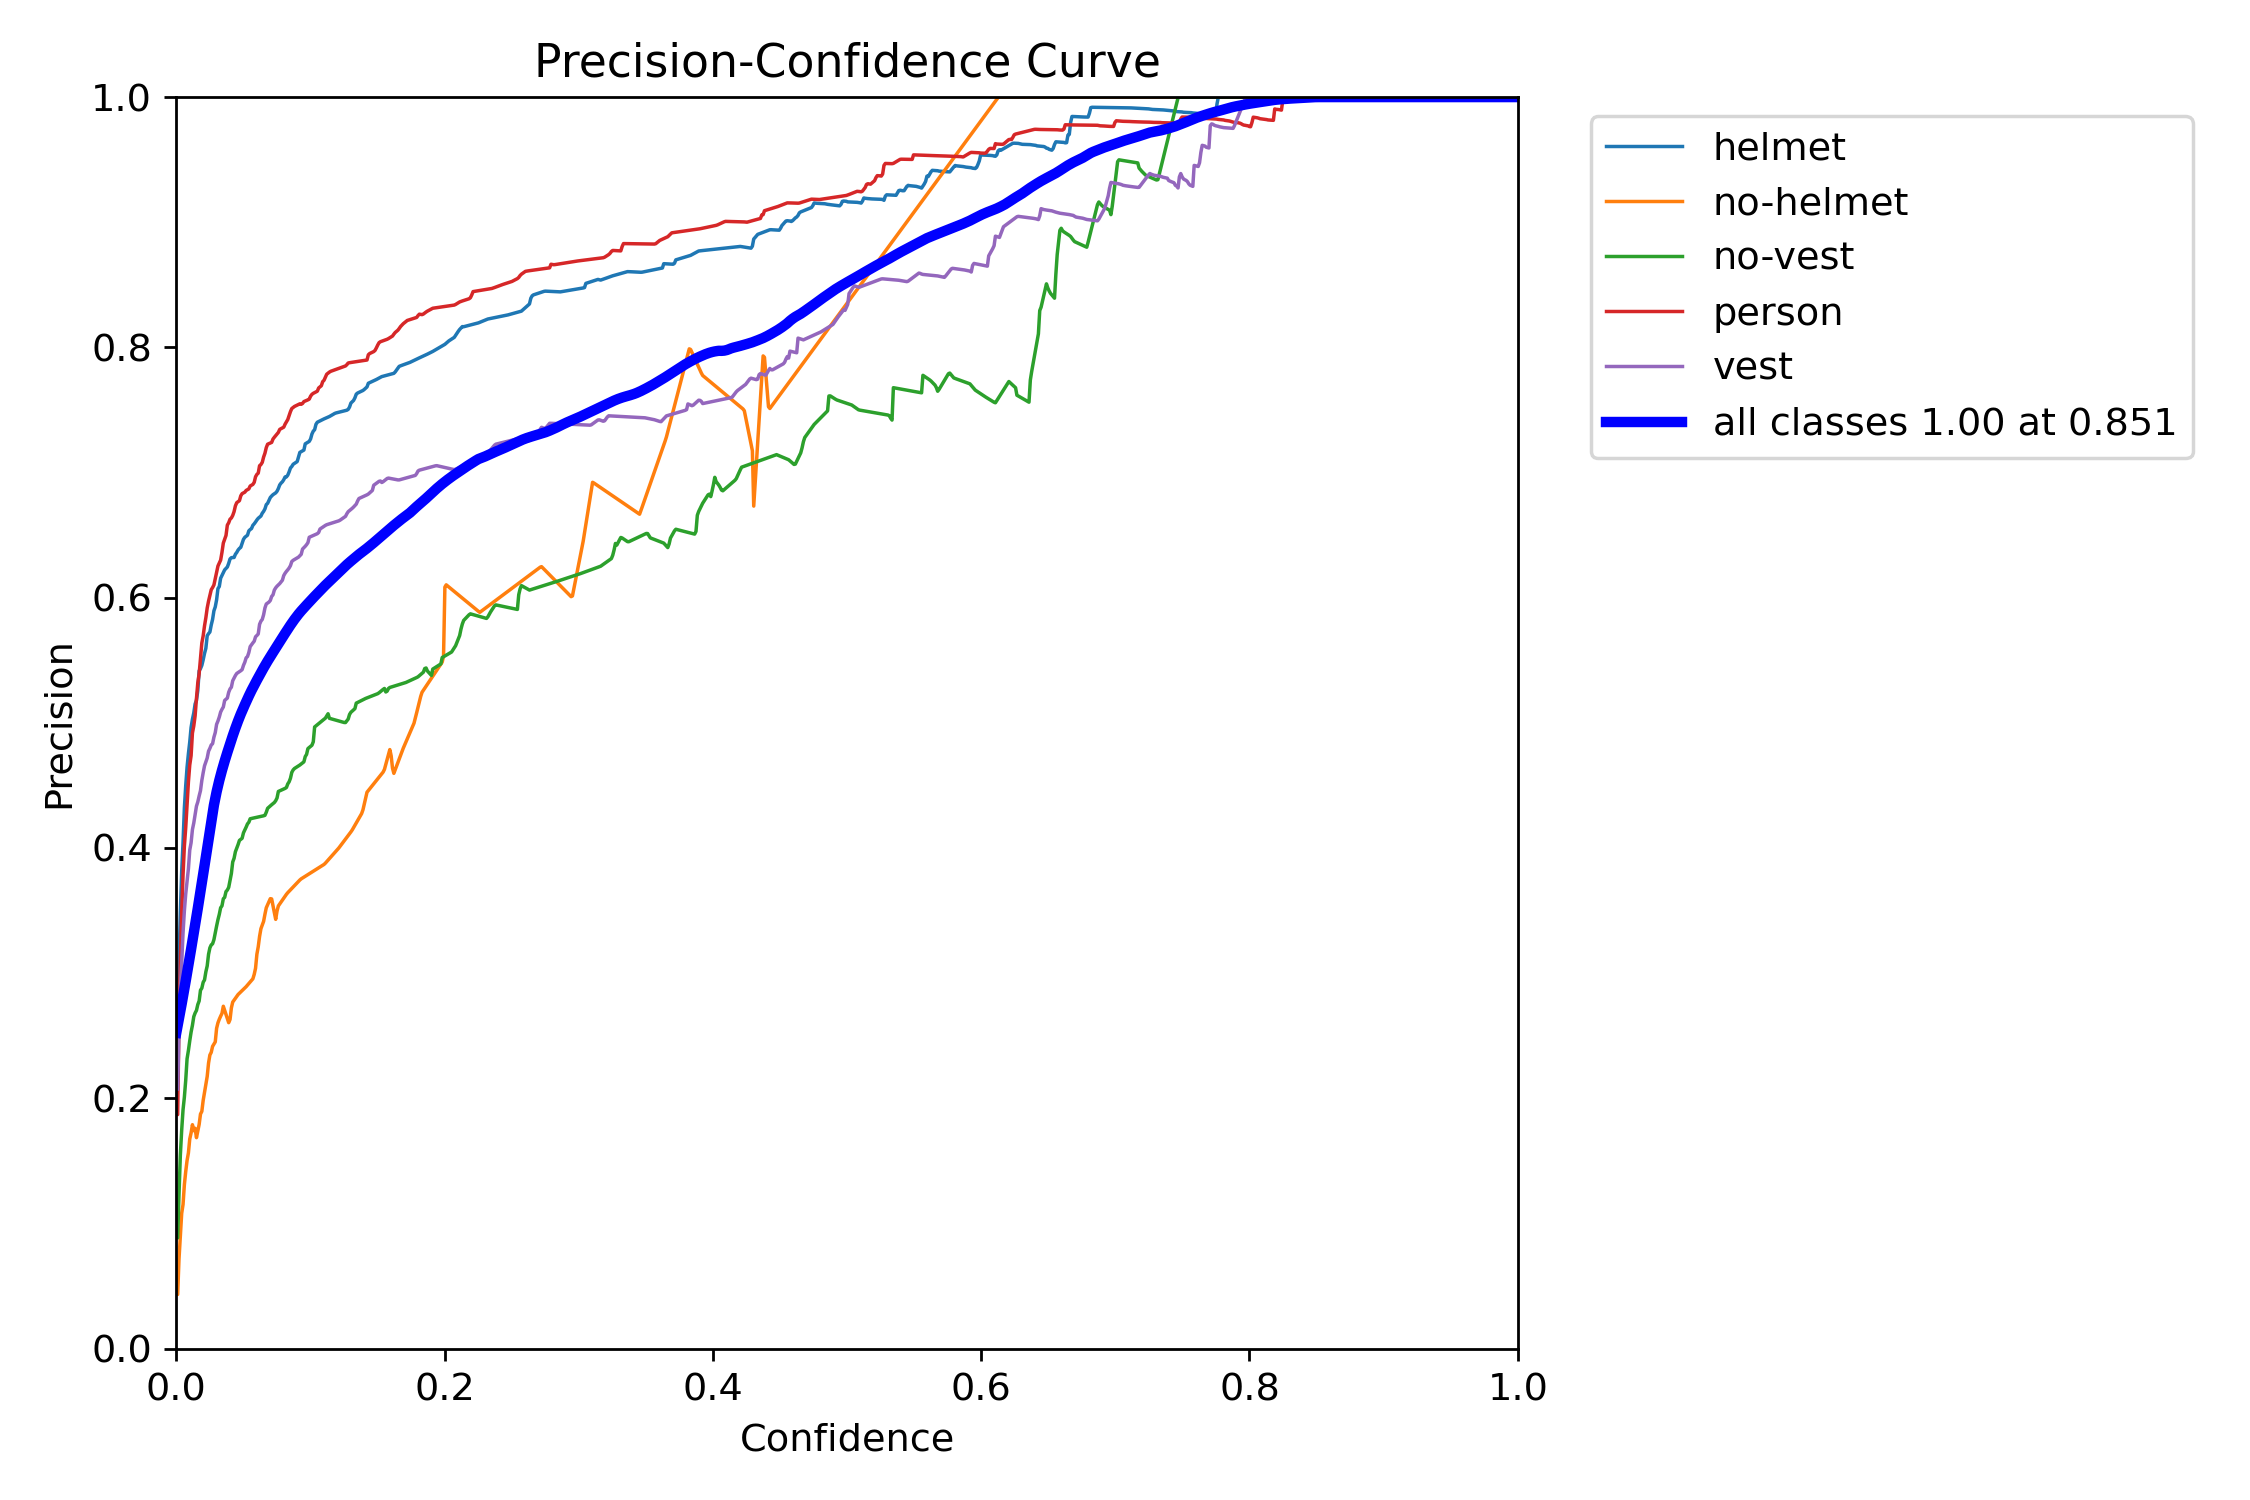 Precision-Confidence Curve
1.0
0.8
0.6
0.4
0.2
0.0
Precision
0.0 0.2 0.4 0.6 0.8 1.0
Confidence
helmet
no-helmet
no-vest
person
vest
all classes 1.00 at 0.851